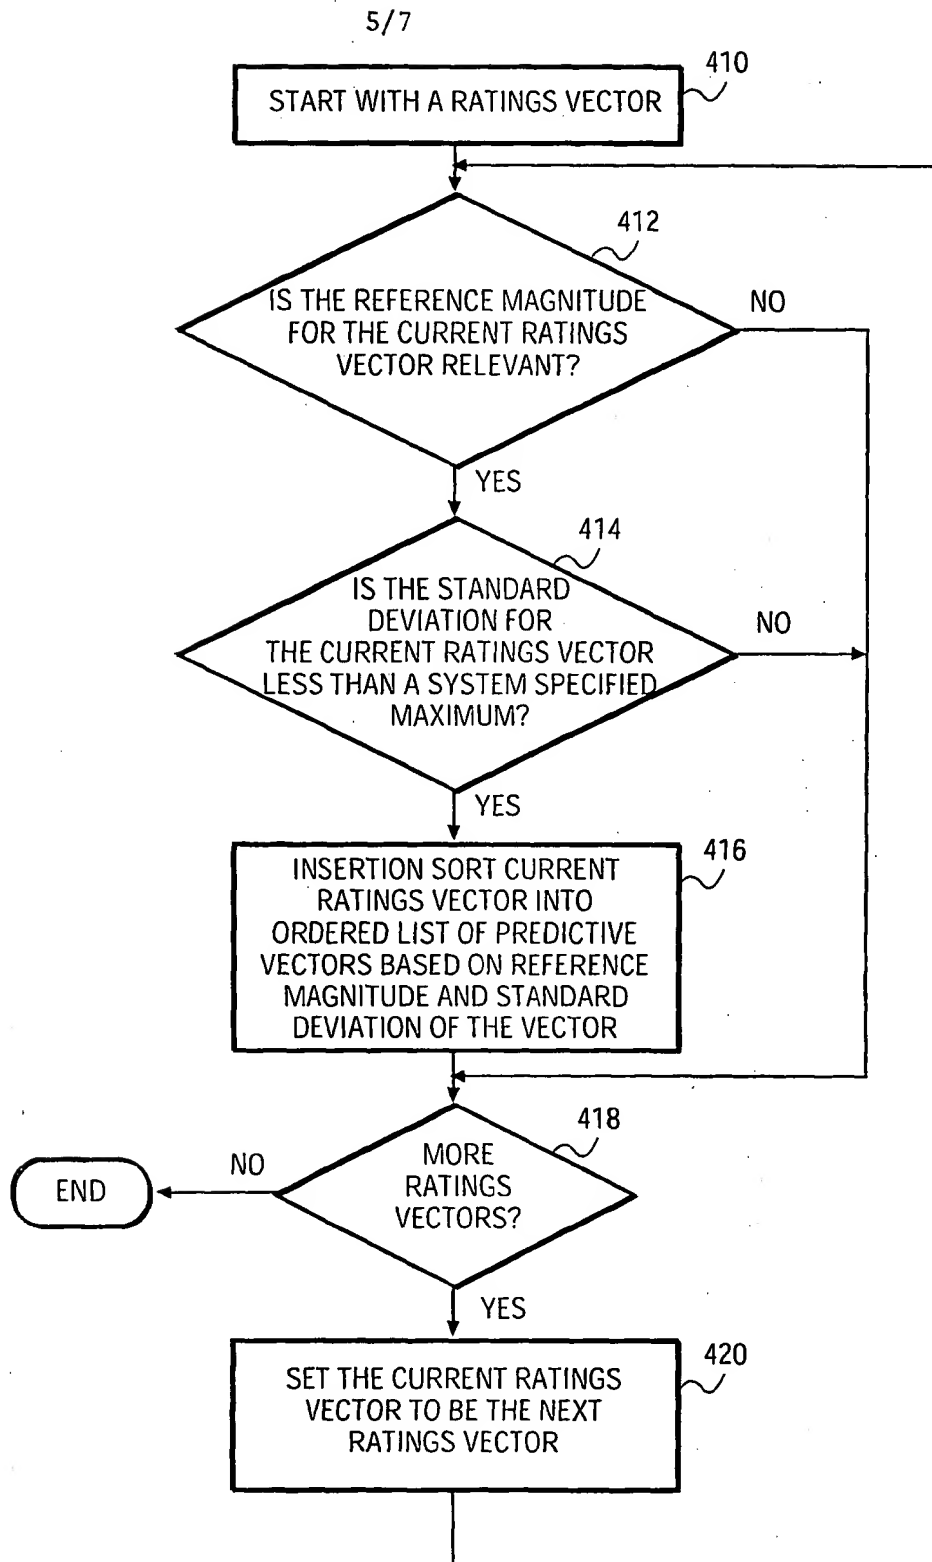 5/7
410
START WITH A RATINGS VECTOR
412
IS THE REFERENCE MAGNITUDE
FOR THE CURRENT RATINGS
VECTOR RELEVANT?
NO
YES
414
IS THE STANDARD
DEVIATION FOR
THE CURRENT RATINGS VECTOR
LESS THAN A SYSTEM SPECIFIED
MAXIMUM?
NO
YES
416
INSERTION SORT CURRENT
RATINGS VECTOR INTO
ORDERED LIST OF PREDICTIVE
VECTORS BASED ON REFERENCE
MAGNITUDE AND STANDARD
DEVIATION OF THE VECTOR
418
MORE
RATINGS
VECTORS?
NO
END
YES
420
SET THE CURRENT RATINGS
VECTOR TO BE THE NEXT
RATINGS VECTOR